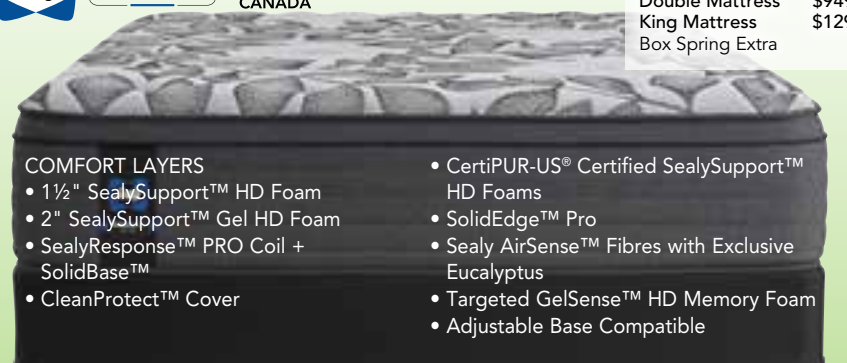 CANADA
Double Mattress $949
King Mattress $129
Box Spring Extra
COMFORT LAYERS
• 1½" SealySupport™ HD Foam
• 2" SealySupport™ Gel HD Foam
• SealyResponse™ PRO Coil +
SolidBase™
• CleanProtect™ Cover
• CertiPUR-US® Certified SealySupport™
HD Foams
• SolidEdge™ Pro
• Sealy AirSense™ Fibres with Exclusive
Eucalyptus
• Targeted GelSense™ HD Memory Foam
• Adjustable Base Compatible